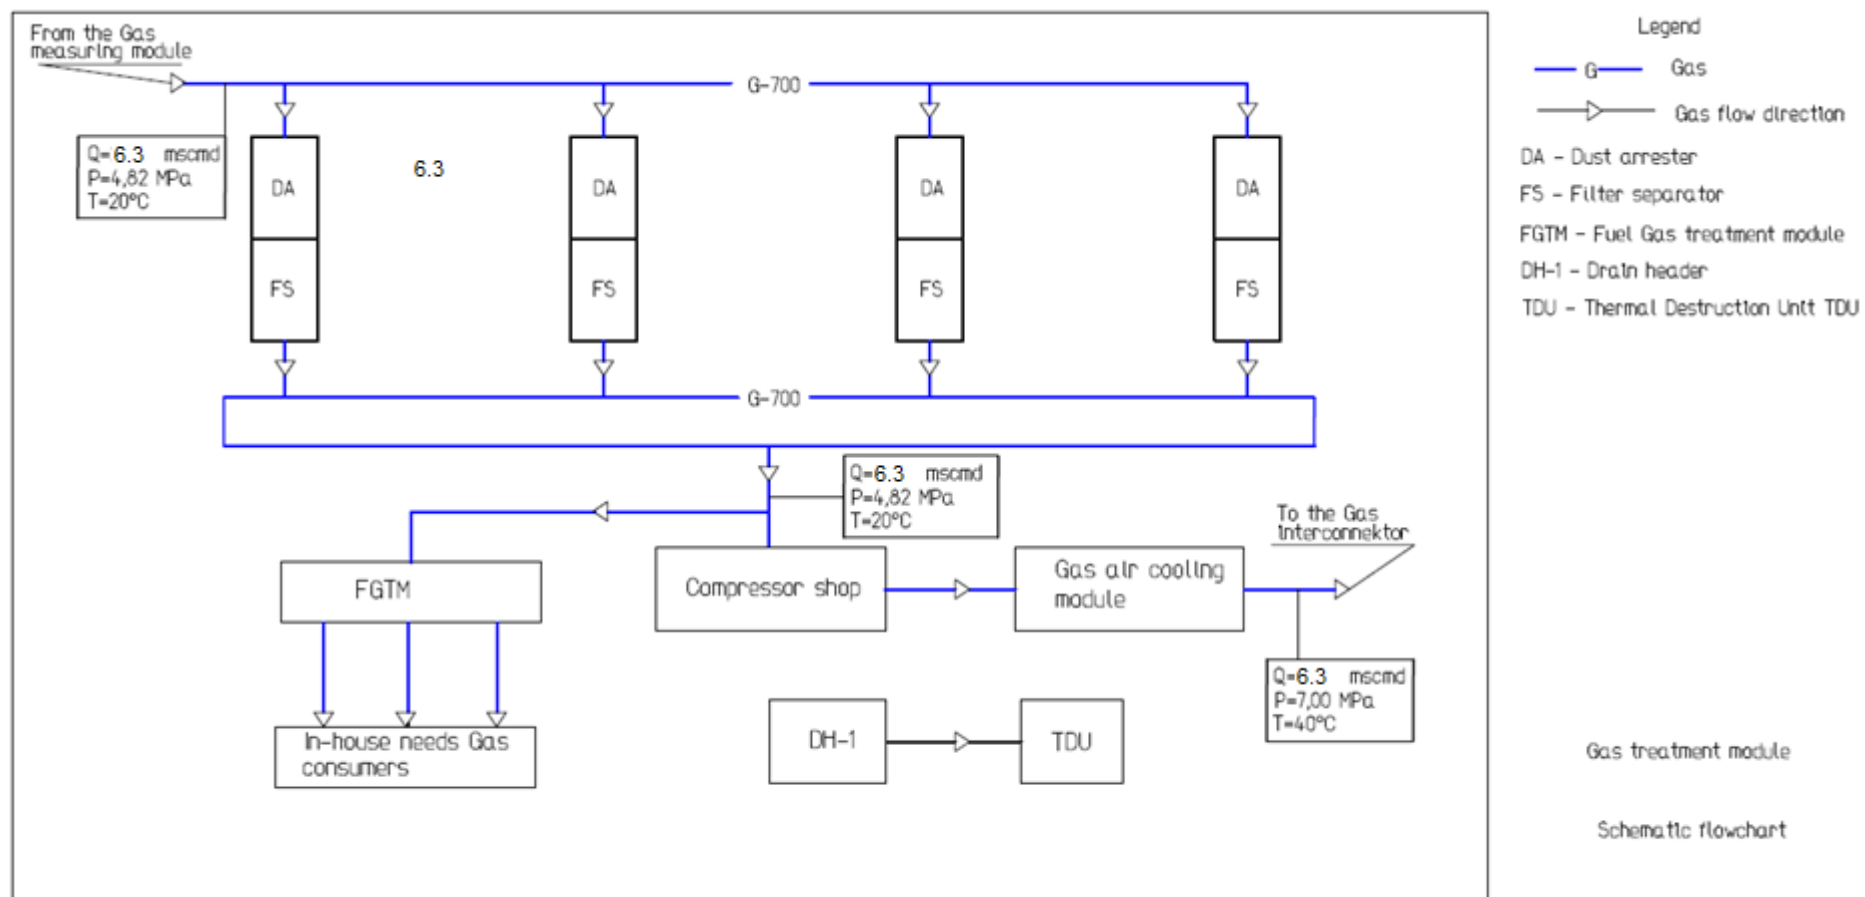 From the Gas
measuring module
G-700
Q=6.3 mscmd
P=4,82 MPa
T=20°C
6.3
DA
DA
DA
DA
FS
FS
FS
FS
G-700
Q=6.3 mscmd
P=4,82 MPa
T=20°C
To the Gas
interconnektor
FGTM
Compressor shop
Gas air cooling
module
Q=6.3 mscmd
P=7,00 MPa
T=40°C
In-house needs Gas
consumers
DH-1
TDU
Legend
G Gas
Gas flow direction
DA - Dust arrester
FS - Filter separator
FGTM - Fuel Gas treatment module
DH-1 - Drain header
TDU - Thermal Destruction Unit TDU
Gas treatment module
Schematic flowchart